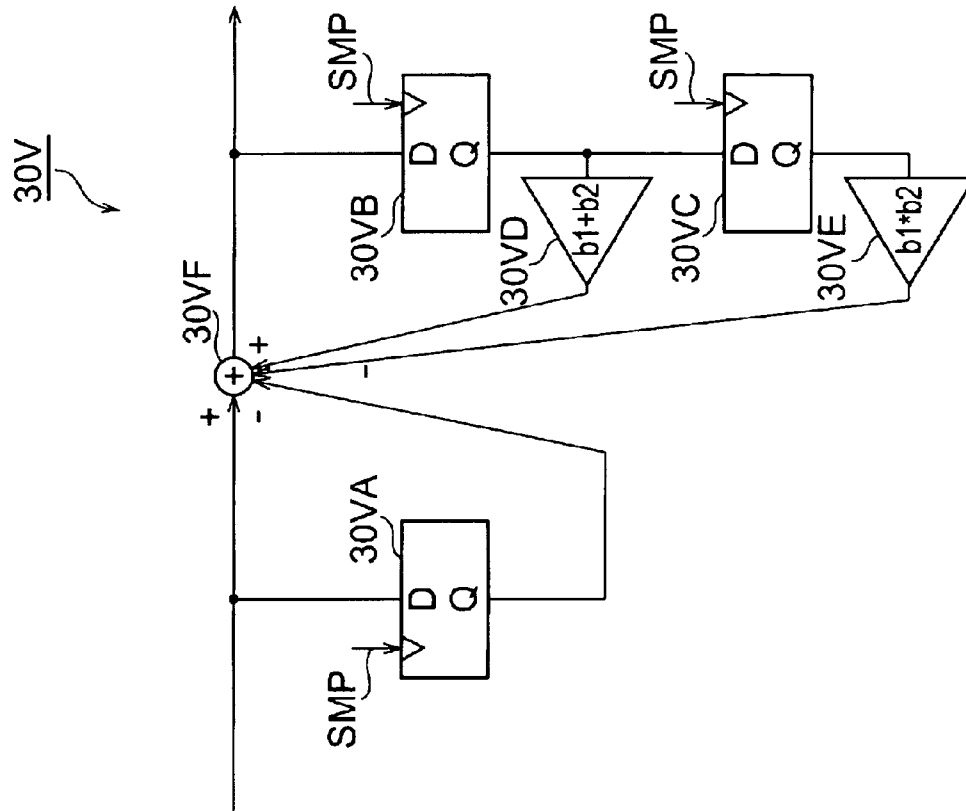 30V
30VF
+
+
+
-
-
SMP
30VA
D
Q
SMP
30VB
D
Q
30VD
b1+b2
SMP
30VC
D
Q
30VE
b1*b2